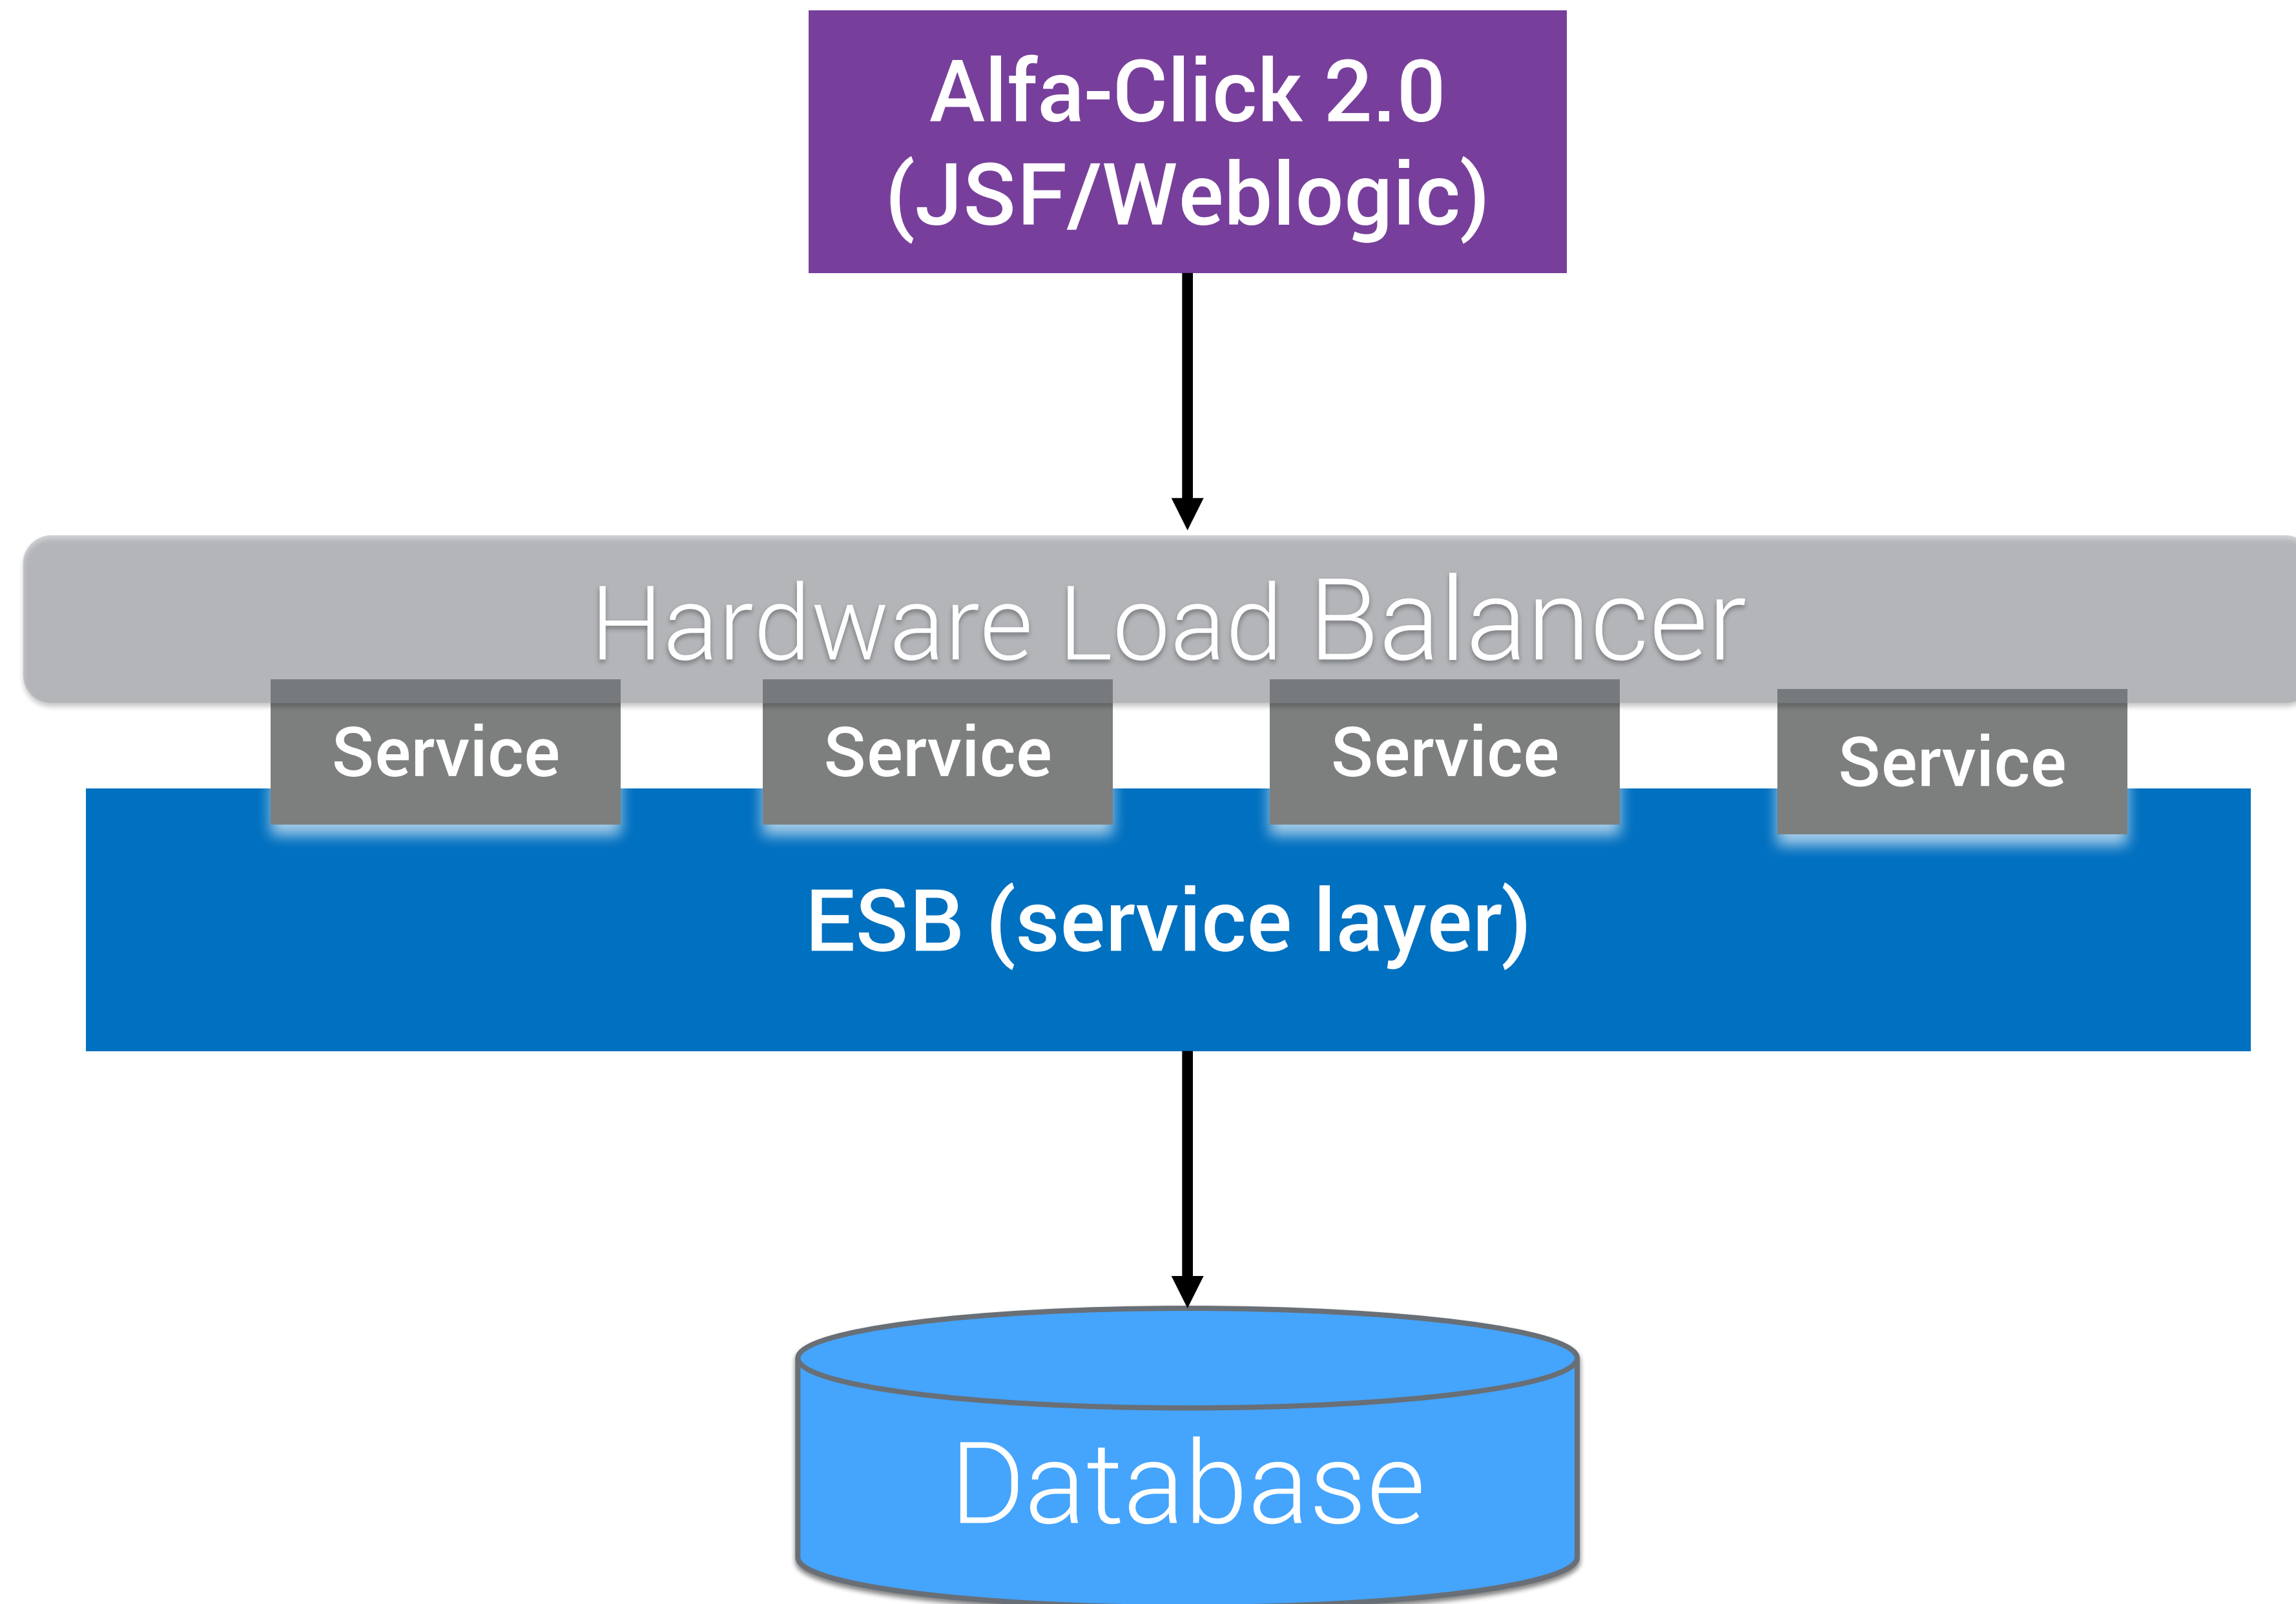 Alfa-Click 2.0
(JSF/Weblogic)
Hardware Load Balancer
Service
Service
Service
Service
ESB (service layer)
Database